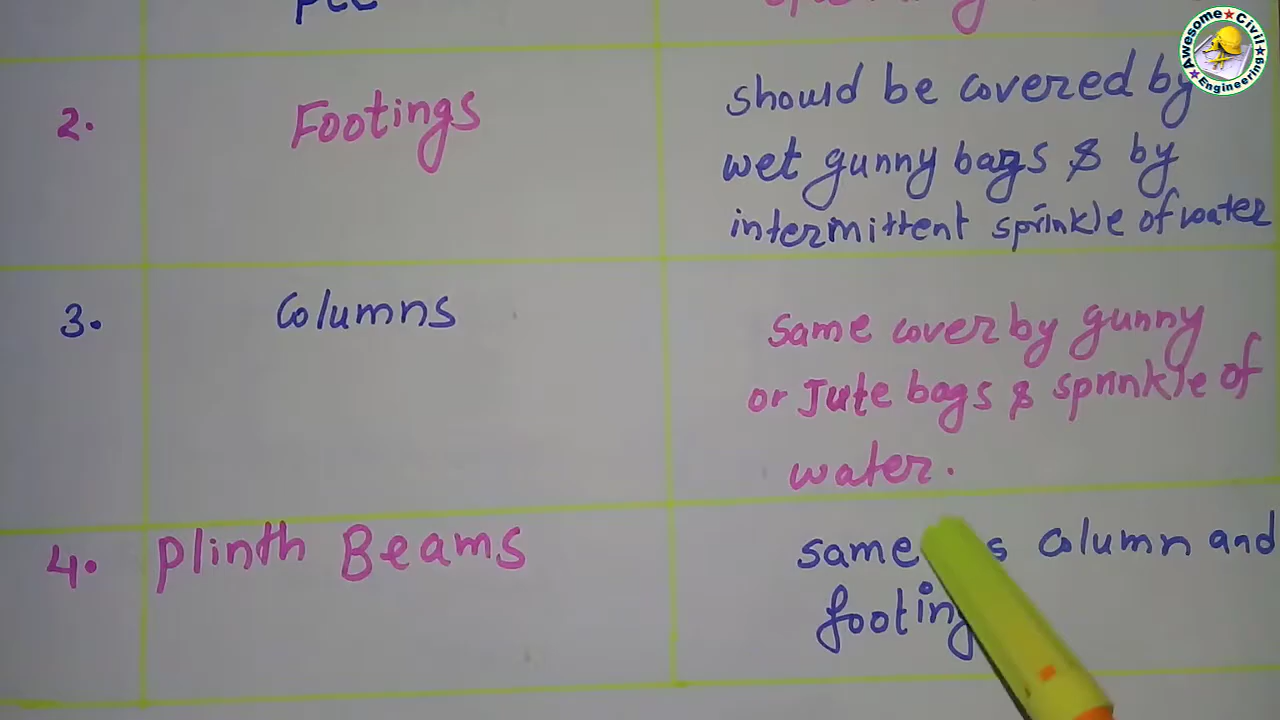 PCC
2.
Footings
should be covered by
wet gunny bags & by
intermittent sprinkle of water
3.
Columns
same cover by gunny
or Jute bags & sprinkle of
water.
4.
Plinth Beams
same column and
footing
Awesome Civil
Engineering